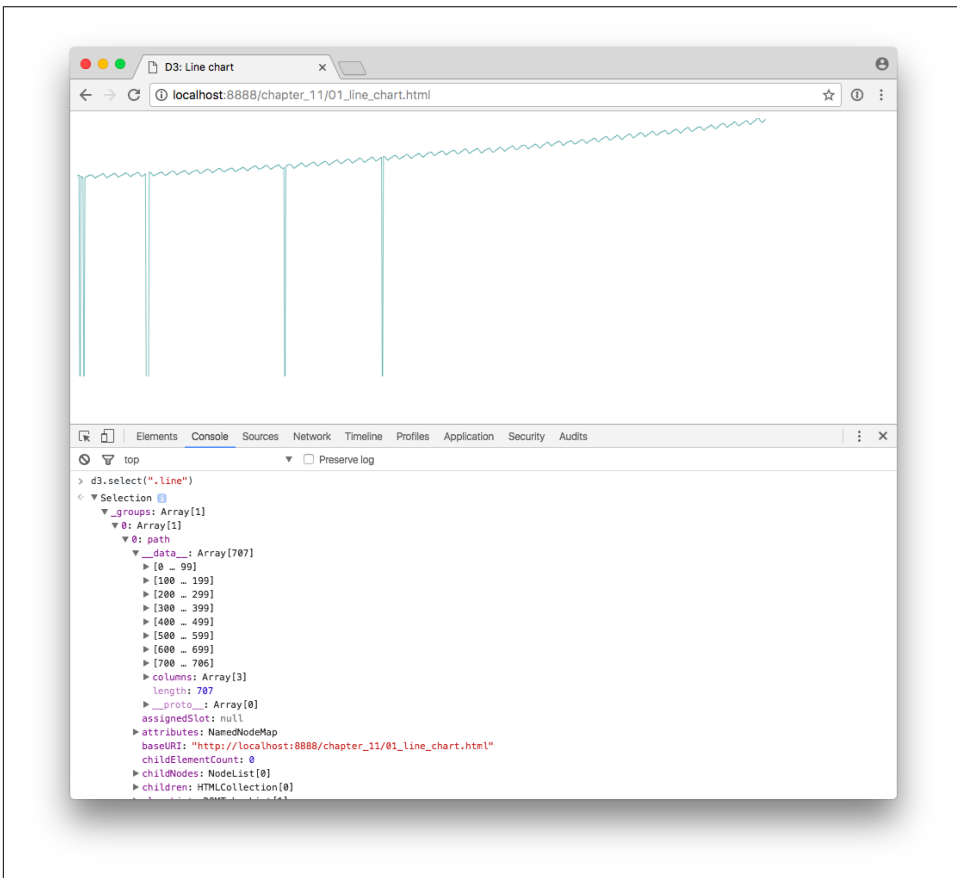 D3: Line chart
localhost:8888/chapter_11/01_line_chart.html
Elements Console Sources Network Timeline Profiles Application Security Audits
top Preserve log
> d3.select(".line")
Selection
_groups: Array[1]
0: Array[1]
0: path
__data__: Array[707]
[0 … 99]
[100 … 199]
[200 … 299]
[300 … 399]
[400 … 499]
[500 … 599]
[600 … 699]
[700 … 706]
columns: Array[3]
length: 707
__proto__: Array[0]
assignedSlot: null
attributes: NamedNodeMap
baseURI: "http://localhost:8888/chapter_11/01_line_chart.html"
childElementCount: 0
childNodes: NodeList[0]
children: HTMLCollection[0]